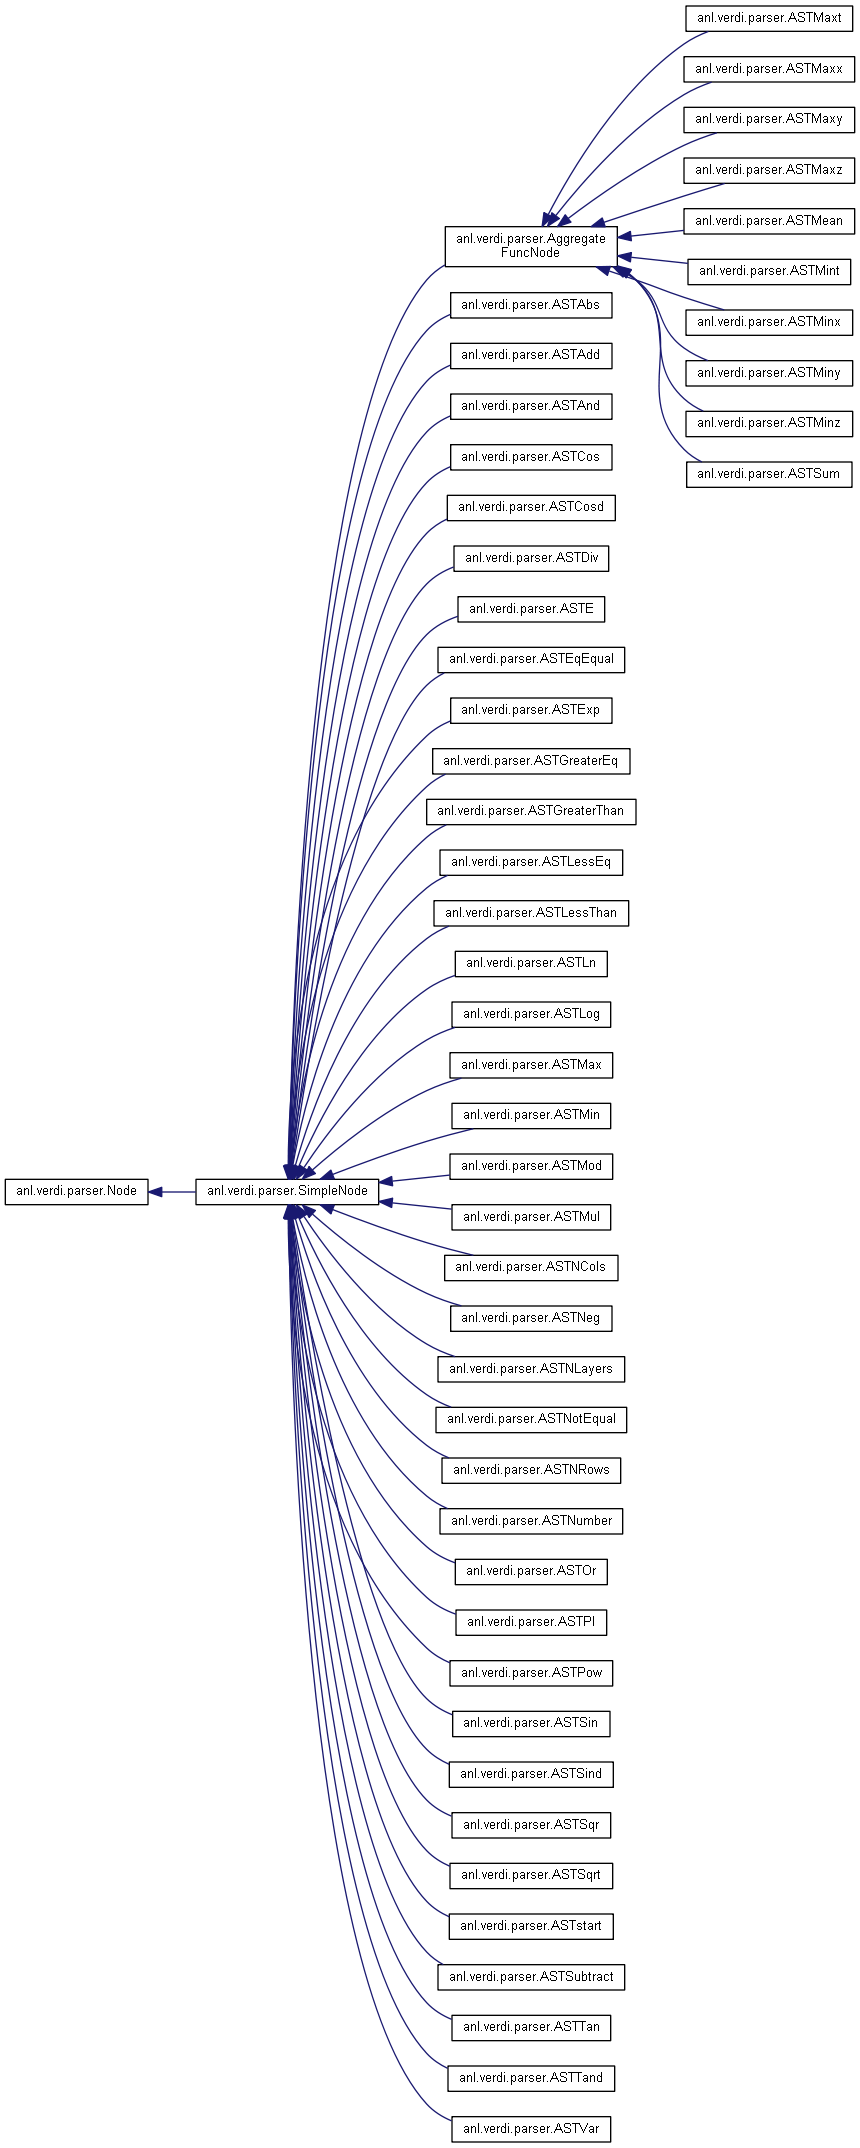 anl.verdi.parser.ASTMaxt
anl.verdi.parser.ASTMaxx
anl.verdi.parser.ASTMaxy
anl.verdi.parser.ASTMaxz
anl.verdi.parser.ASTMean
anl.verdi.parser.Aggregate
FuncNode
anl.verdi.parser.ASTMint
anl.verdi.parser.ASTMinx
anl.verdi.parser.ASTMiny
anl.verdi.parser.ASTMinz
anl.verdi.parser.ASTSum
anl.verdi.parser.ASTAbs
anl.verdi.parser.ASTAdd
anl.verdi.parser.ASTAnd
anl.verdi.parser.ASTCos
anl.verdi.parser.ASTCosd
anl.verdi.parser.ASTDiv
anl.verdi.parser.ASTE
anl.verdi.parser.ASTEqEqual
anl.verdi.parser.ASTExp
anl.verdi.parser.ASTGreaterEq
anl.verdi.parser.ASTGreaterThan
anl.verdi.parser.ASTLessEq
anl.verdi.parser.ASTLessThan
anl.verdi.parser.ASTLn
anl.verdi.parser.ASTLog
anl.verdi.parser.ASTMax
anl.verdi.parser.ASTMin
anl.verdi.parser.ASTMod
anl.verdi.parser.Node
anl.verdi.parser.SimpleNode
anl.verdi.parser.ASTMul
anl.verdi.parser.ASTNCols
anl.verdi.parser.ASTNeg
anl.verdi.parser.ASTNLayers
anl.verdi.parser.ASTNotEqual
anl.verdi.parser.ASTNRows
anl.verdi.parser.ASTNumber
anl.verdi.parser.ASTOr
anl.verdi.parser.ASTPI
anl.verdi.parser.ASTPow
anl.verdi.parser.ASTSin
anl.verdi.parser.ASTSind
anl.verdi.parser.ASTSqr
anl.verdi.parser.ASTSqrt
anl.verdi.parser.ASTstart
anl.verdi.parser.ASTSubtract
anl.verdi.parser.ASTTan
anl.verdi.parser.ASTTand
anl.verdi.parser.ASTVar